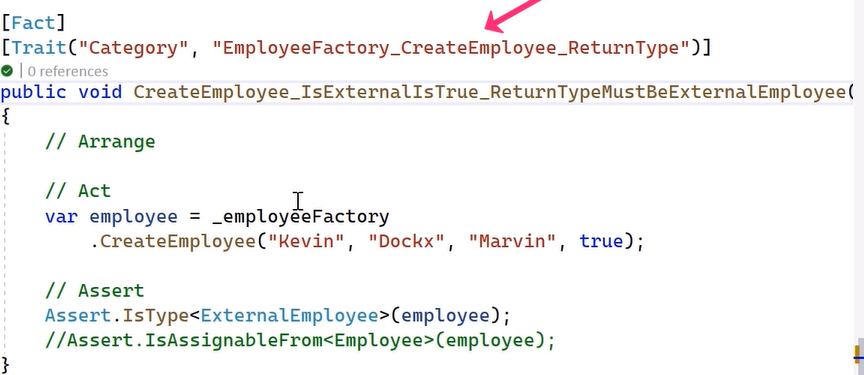 [Fact]
[Trait("Category", "EmployeeFactory_CreateEmployee_ReturnType")]
| 0 references
public void CreateEmployee_IsExternalIsTrue_ReturnTypeMustBeExternalEmployee(
{
// Arrange
// Act
var employee = _employeeFactory
.CreateEmployee("Kevin", "Dockx", "Marvin", true);
// Assert
Assert.IsType<ExternalEmployee>(employee);
//Assert.IsAssignableFrom<Employee>(employee);
}